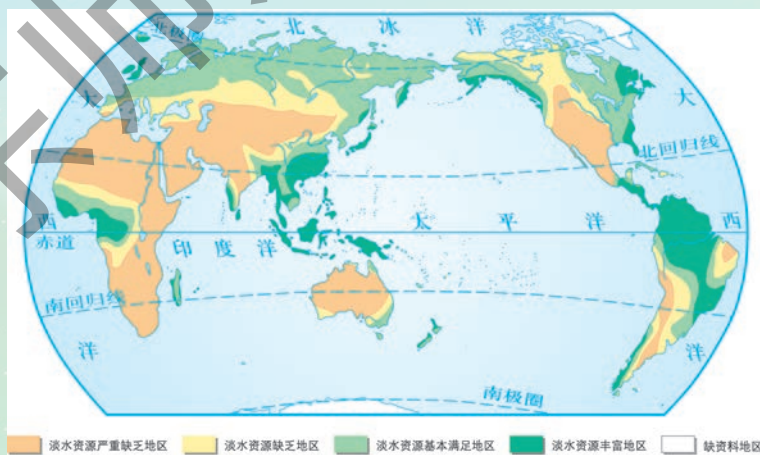 北极圈
北冰洋
大
大
北回归线
西
太平洋
西
赤道
印度洋
南回归线
洋
洋
南极圈
淡水资源严重缺乏地区
淡水资源缺乏地区
淡水资源基本满足地区
淡水资源丰富地区
缺资料地区